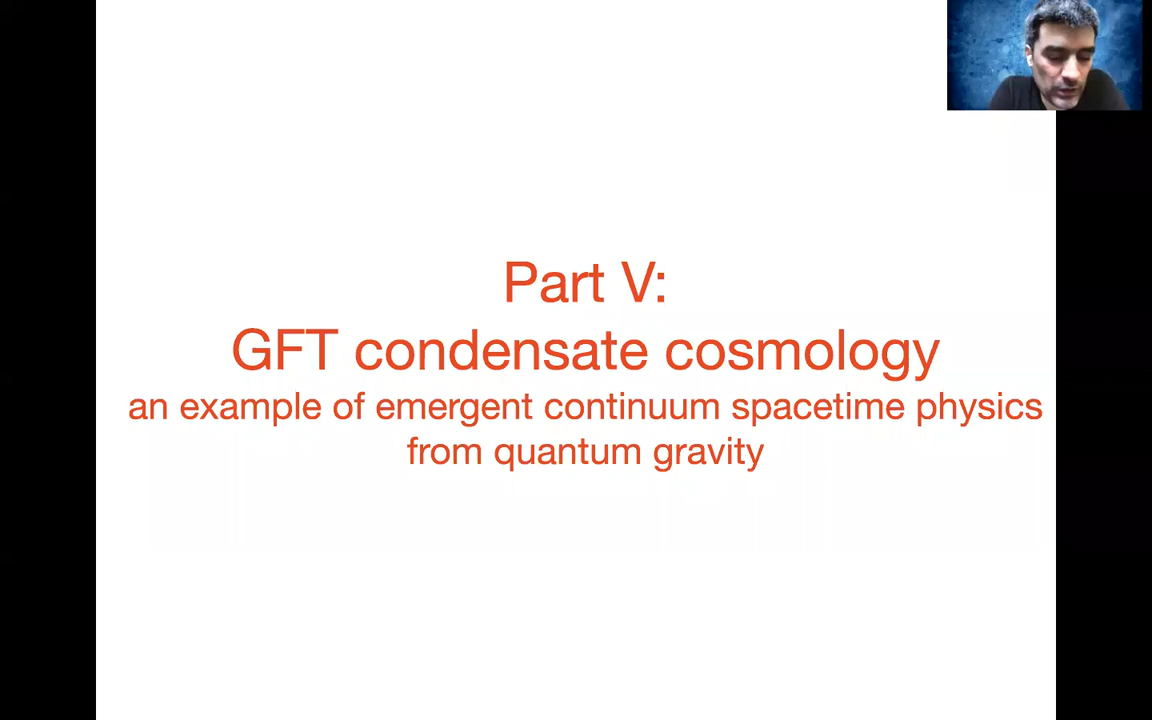 Part V:
GFT condensate cosmology
an example of emergent continuum spacetime physics
from quantum gravity